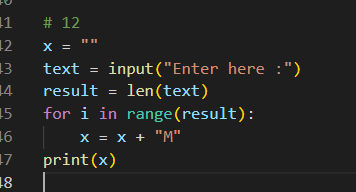 41 # 12
42 x = ""
43 text = input("Enter here :")
44 result = len(text)
45 for i in range(result):
46     x = x + "M"
47 print(x)
48